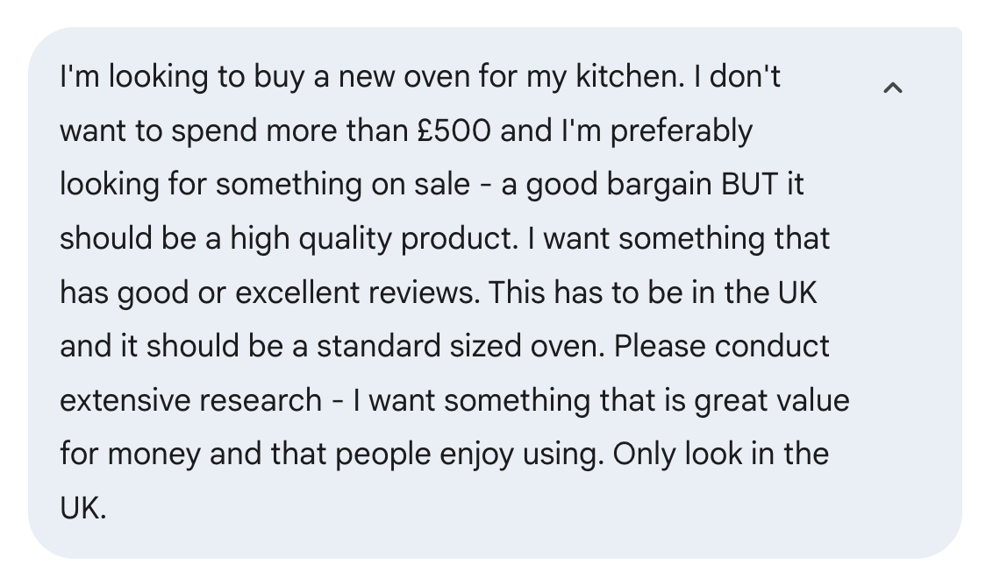 I'm looking to buy a new oven for my kitchen. I don't
want to spend more than £500 and I'm preferably
looking for something on sale - a good bargain BUT it
should be a high quality product. I want something that
has good or excellent reviews. This has to be in the UK
and it should be a standard sized oven. Please conduct
extensive research - I want something that is great value
for money and that people enjoy using. Only look in the
UK.